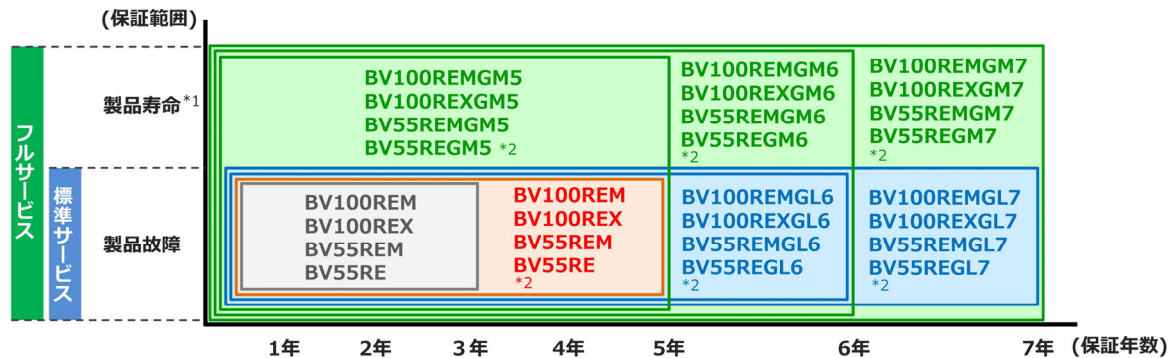 (保証範囲)
フルサービス
標準サービス
製品寿命*1
製品故障
BV100REMGM5
BV100REXGM5
BV55REMGM5
BV55REGM5 *2
BV100REMGM6
BV100REXGM6
BV55REMGM6
BV55REGM6
*2
BV100REMGM7
BV100REXGM7
BV55REMGM7
BV55REGM7
*2
BV100REM
BV100REX
BV55REM
BV55RE
BV100REM
BV100REX
BV55REM
BV55RE
*2
BV100REMGL6
BV100REXGL6
BV55REMGL6
BV55REGL6
*2
BV100REMGL7
BV100REXGL7
BV55REMGL7
BV55REGL7
*2
1年 2年 3年 4年 5年 6年 7年 (保証年数)